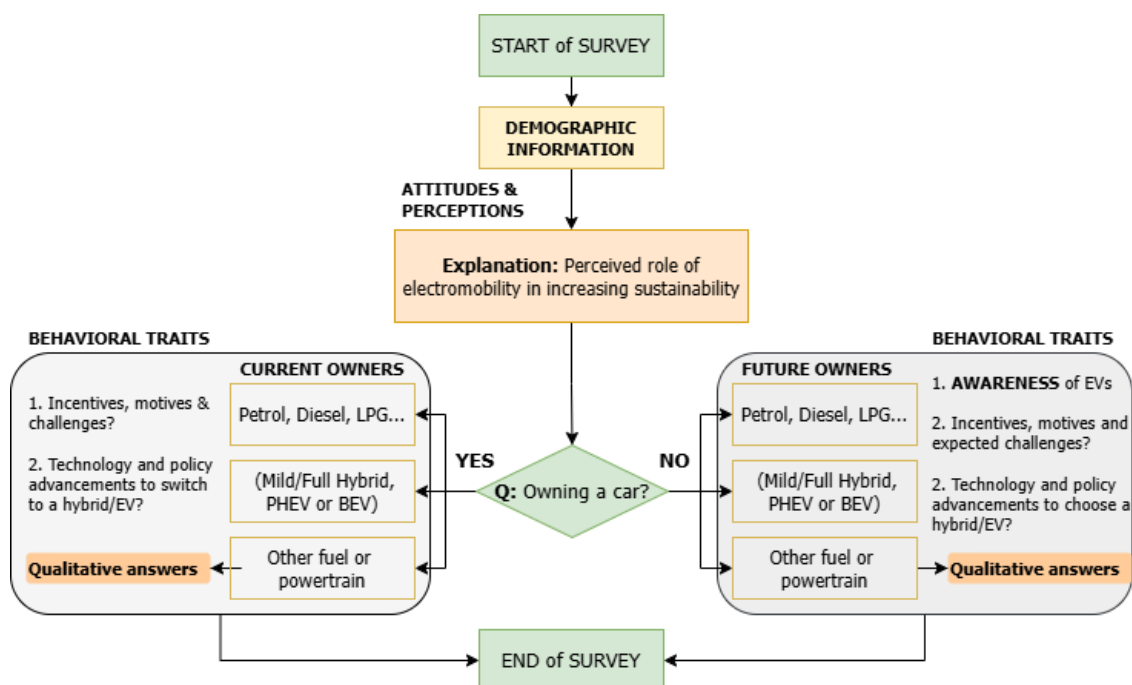 START of SURVEY
DEMOGRAPHIC
INFORMATION
ATTITUDES &
PERCEPTIONS
Explanation: Perceived role of
electromobility in increasing sustainability
BEHAVIORAL TRAITS
CURRENT OWNERS
1. Incentives, motives &
challenges?
2. Technology and policy
advancements to switch
to a hybrid/EV?
Qualitative answers
Petrol, Diesel, LPG...
(Mild/Full Hybrid,
PHEV or BEV)
Other fuel or
powertrain
YES
Q: Owning a car?
NO
BEHAVIORAL TRAITS
FUTURE OWNERS
Petrol, Diesel, LPG...
(Mild/Full Hybrid,
PHEV or BEV)
Other fuel or
powertrain
1. AWARENESS of EVs
2. Incentives, motives and
expected challenges?
2. Technology and policy
advancements to choose a
hybrid/EV?
Qualitative answers
END of SURVEY